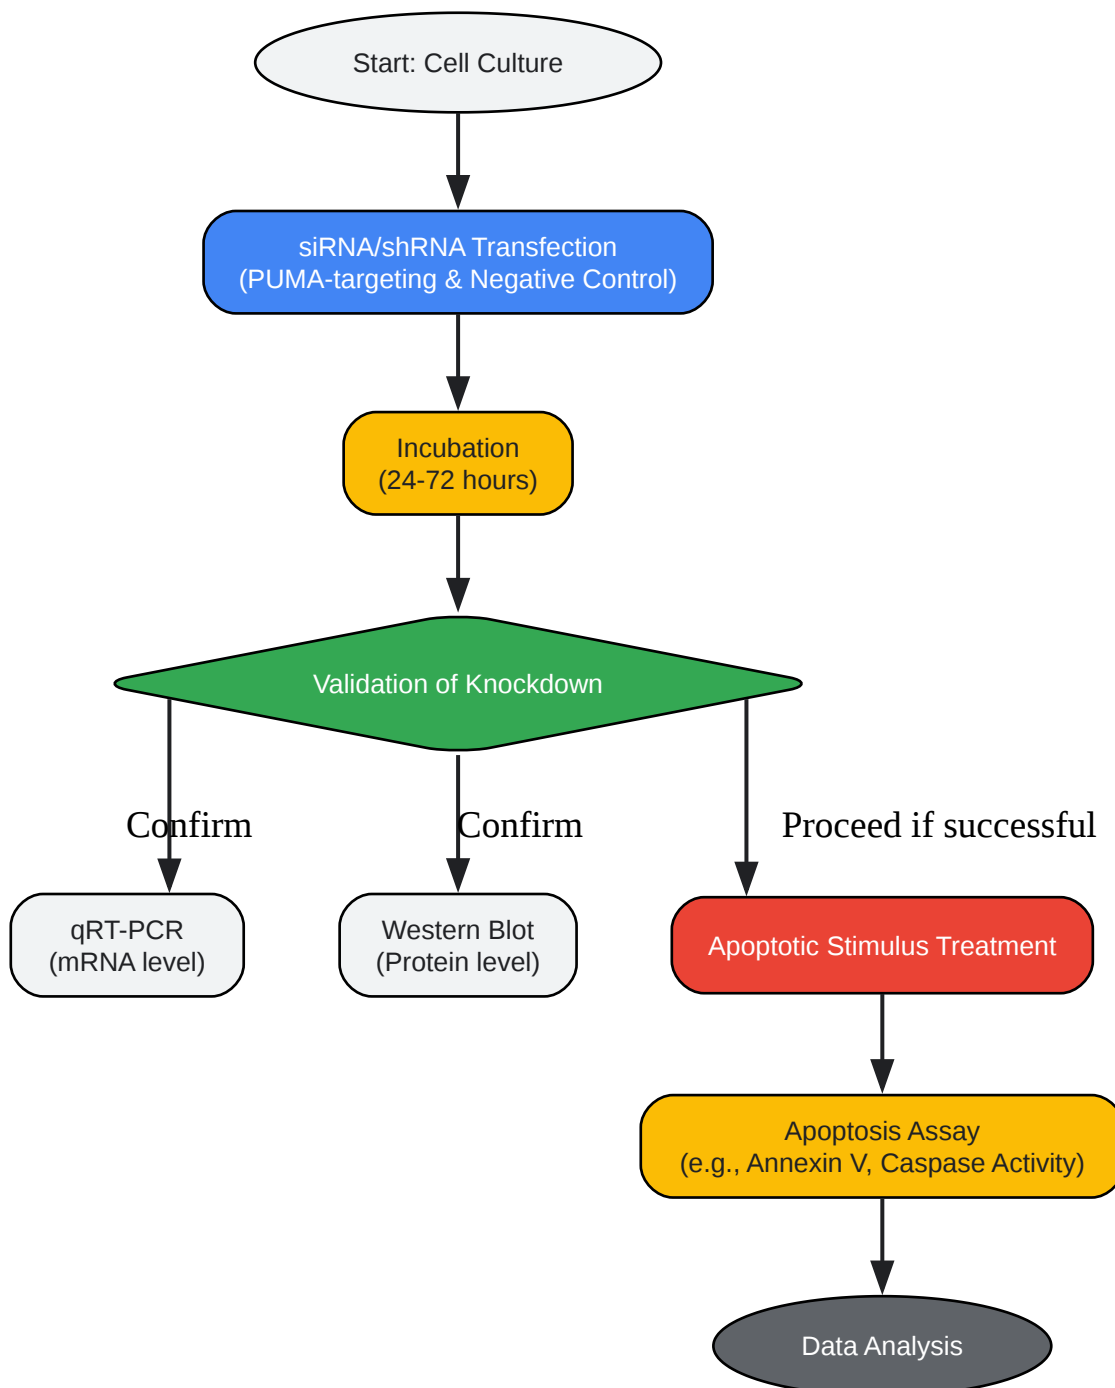 Start: Cell Culture
siRNA/shRNA Transfection
(PUMA-targeting & Negative Control)
Incubation
(24-72 hours)
Validation of Knockdown
Confirm
Confirm
Proceed if successful
qRT-PCR
(mRNA level)
Western Blot
(Protein level)
Apoptotic Stimulus Treatment
Apoptosis Assay
(e.g., Annexin V, Caspase Activity)
Data Analysis